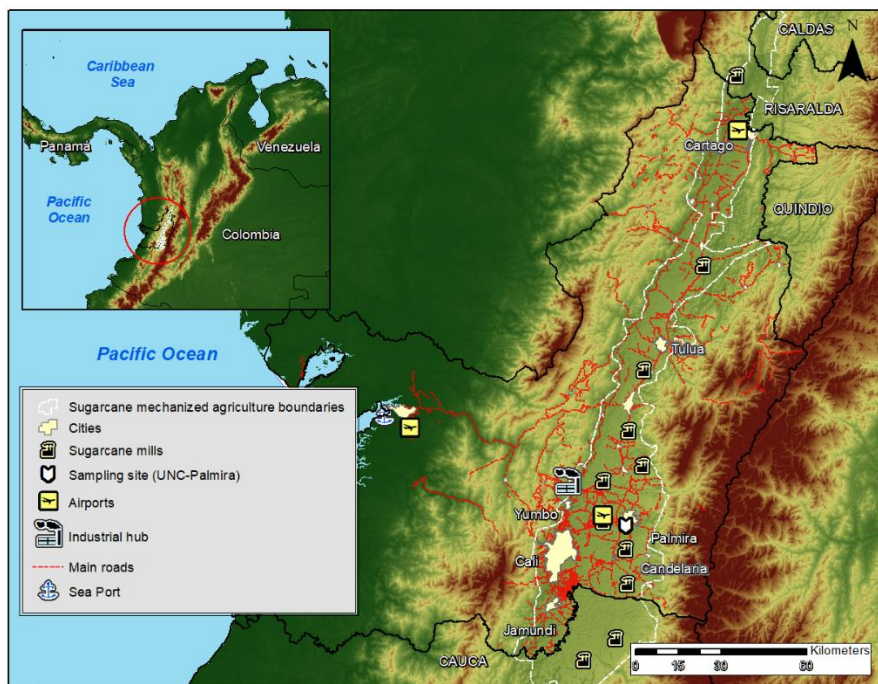 Caribbean
Sea
Panamá
Venezuela
Pacific
Ocean
Colombia
N
CALDAS
RISARALDA
Cartago
QUINDIO
Pacific Ocean
Tulua
Sugarcane mechanized agriculture boundaries
Cities
Sugarcane mills
Sampling site (UNC-Palmira)
Airports
Industrial hub
Main roads
Sea Port
Yumbo
Palmira
Cali
Candelaria
Jamundi
CAUCA
Kilometers
0 15 30 60